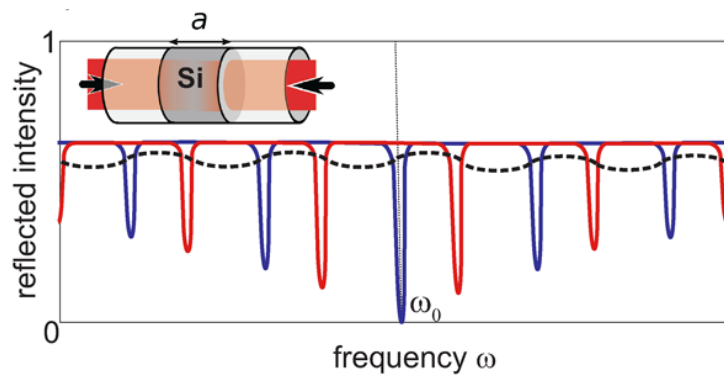 a
1
Si
reflected intensity
ω₀
0
frequency ω